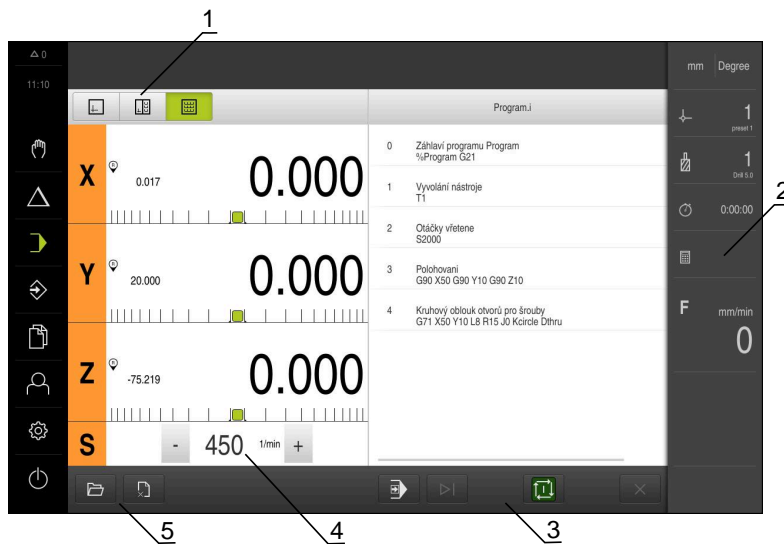 1
△ 0
11:10
mm Degree
Program.i
1
preset 1
X
R
0.017
0.000
0 Záhlaví programu Program
%Program G21
1
Drill 5.0
1 Vyvolání nástroje
T1
2
0:00:00
2 Otáčky vřetene
S2000
Y
R
20.000
0.000
3 Polohovani
G90 X50 G90 Y10 G90 Z10
F mm/min
0
4 Kruhový oblouk otvorů pro šrouby
G71 X50 Y10 L8 R15 J0 Kcircle Dthru
Z
R
-75.219
0.000
S - 450 1/min +
5
4
3